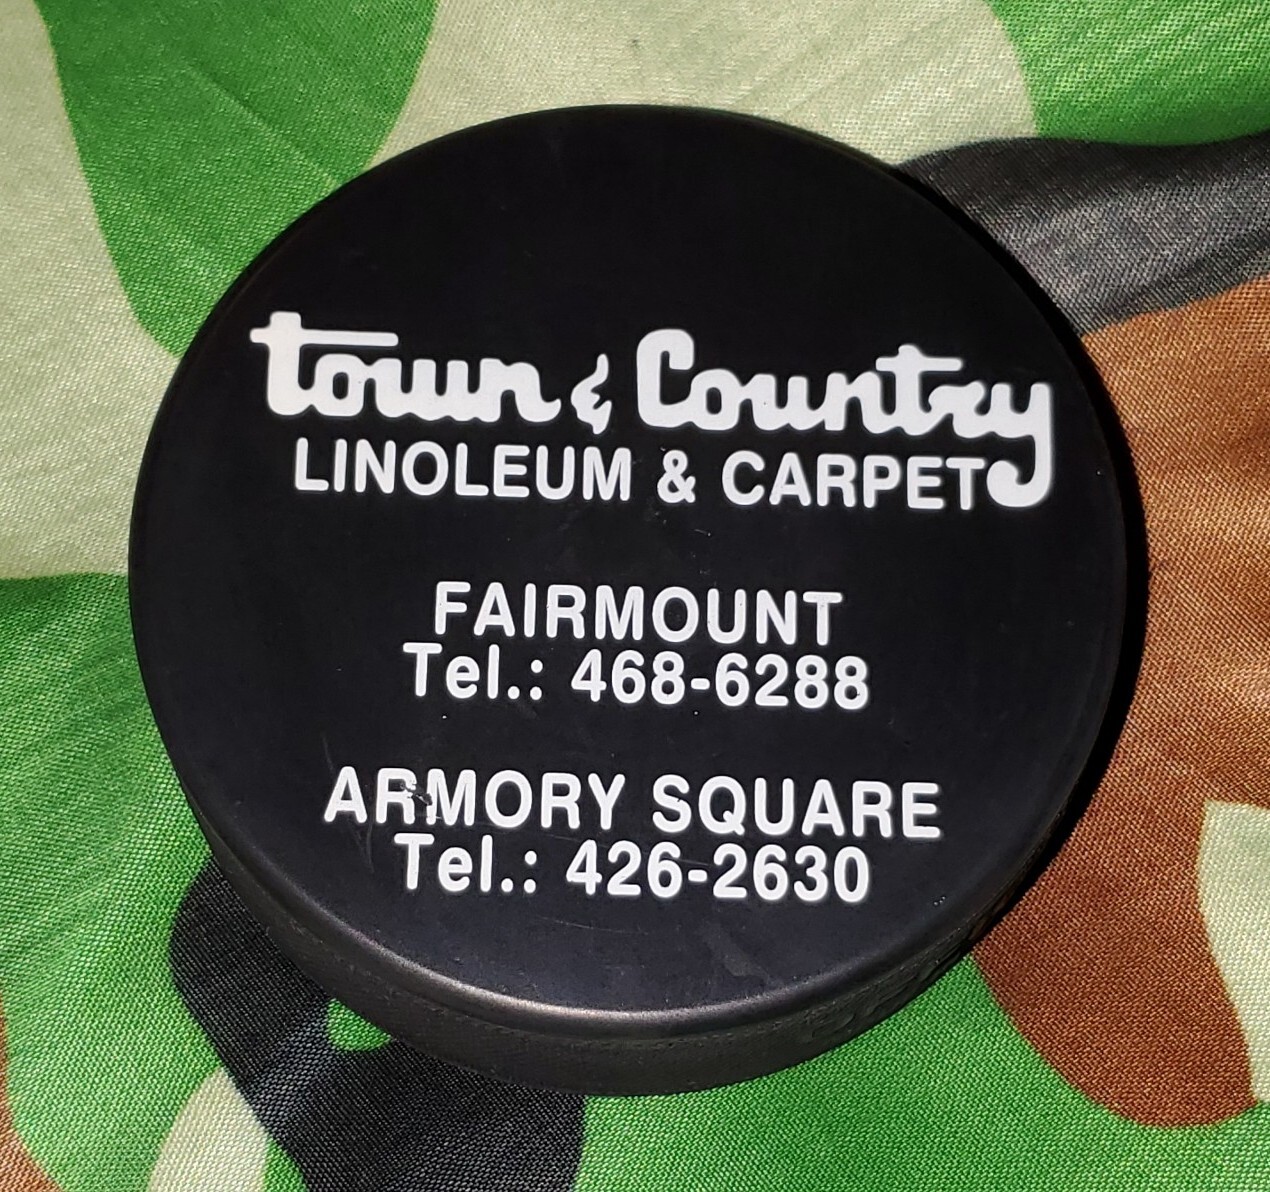 town & Country
LINOLEUM & CARPET
FAIRMOUNT
Tel.: 468-6288
ARMORY SQUARE
Tel.: 426-2630